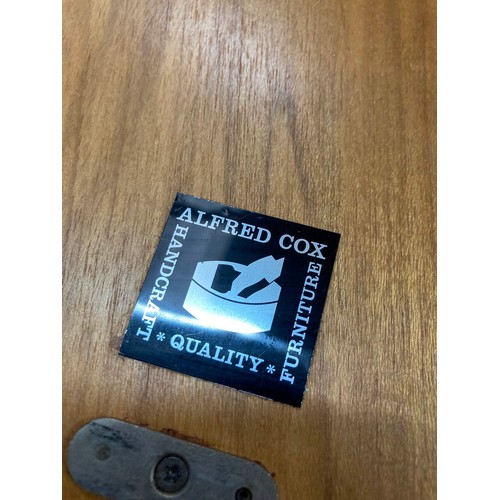 ALFRED COX
HANDCRAFT
* QUALITY *
FURNITURE